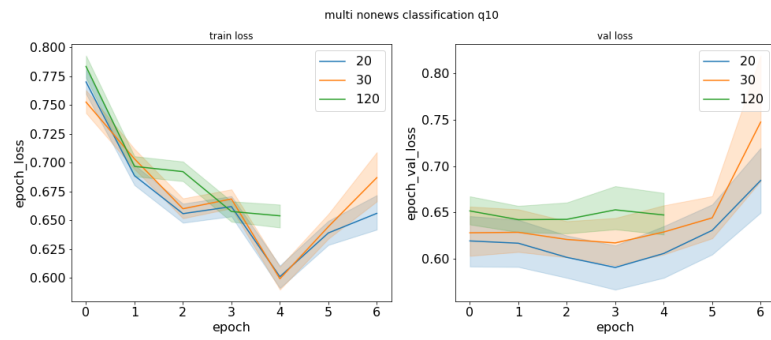 multi nonews classification q10
train loss
epoch_loss
0.800
0.775
0.750
0.725
0.700
0.675
0.650
0.625
0.600
0 1 2 3 4 5 6
epoch
20
30
120
val loss
epoch_val_loss
0.80
0.75
0.70
0.65
0.60
0 1 2 3 4 5 6
epoch
20
30
120